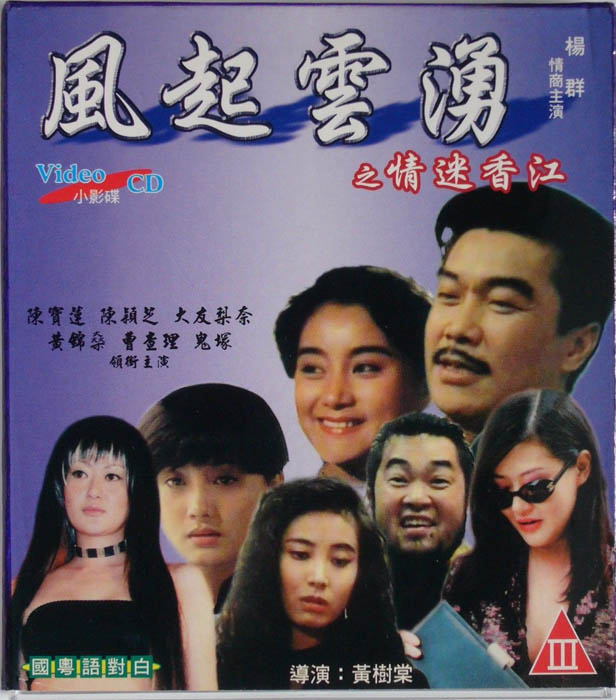 風起雲湧
楊群
情商主演
之情迷香江
Video CD
小影碟
陳寶蓮 陳穎芝 大友梨奈
黃錦燊 曹查理 鬼塚
領銜主演
國粵語對白
導演：黃樹棠
III